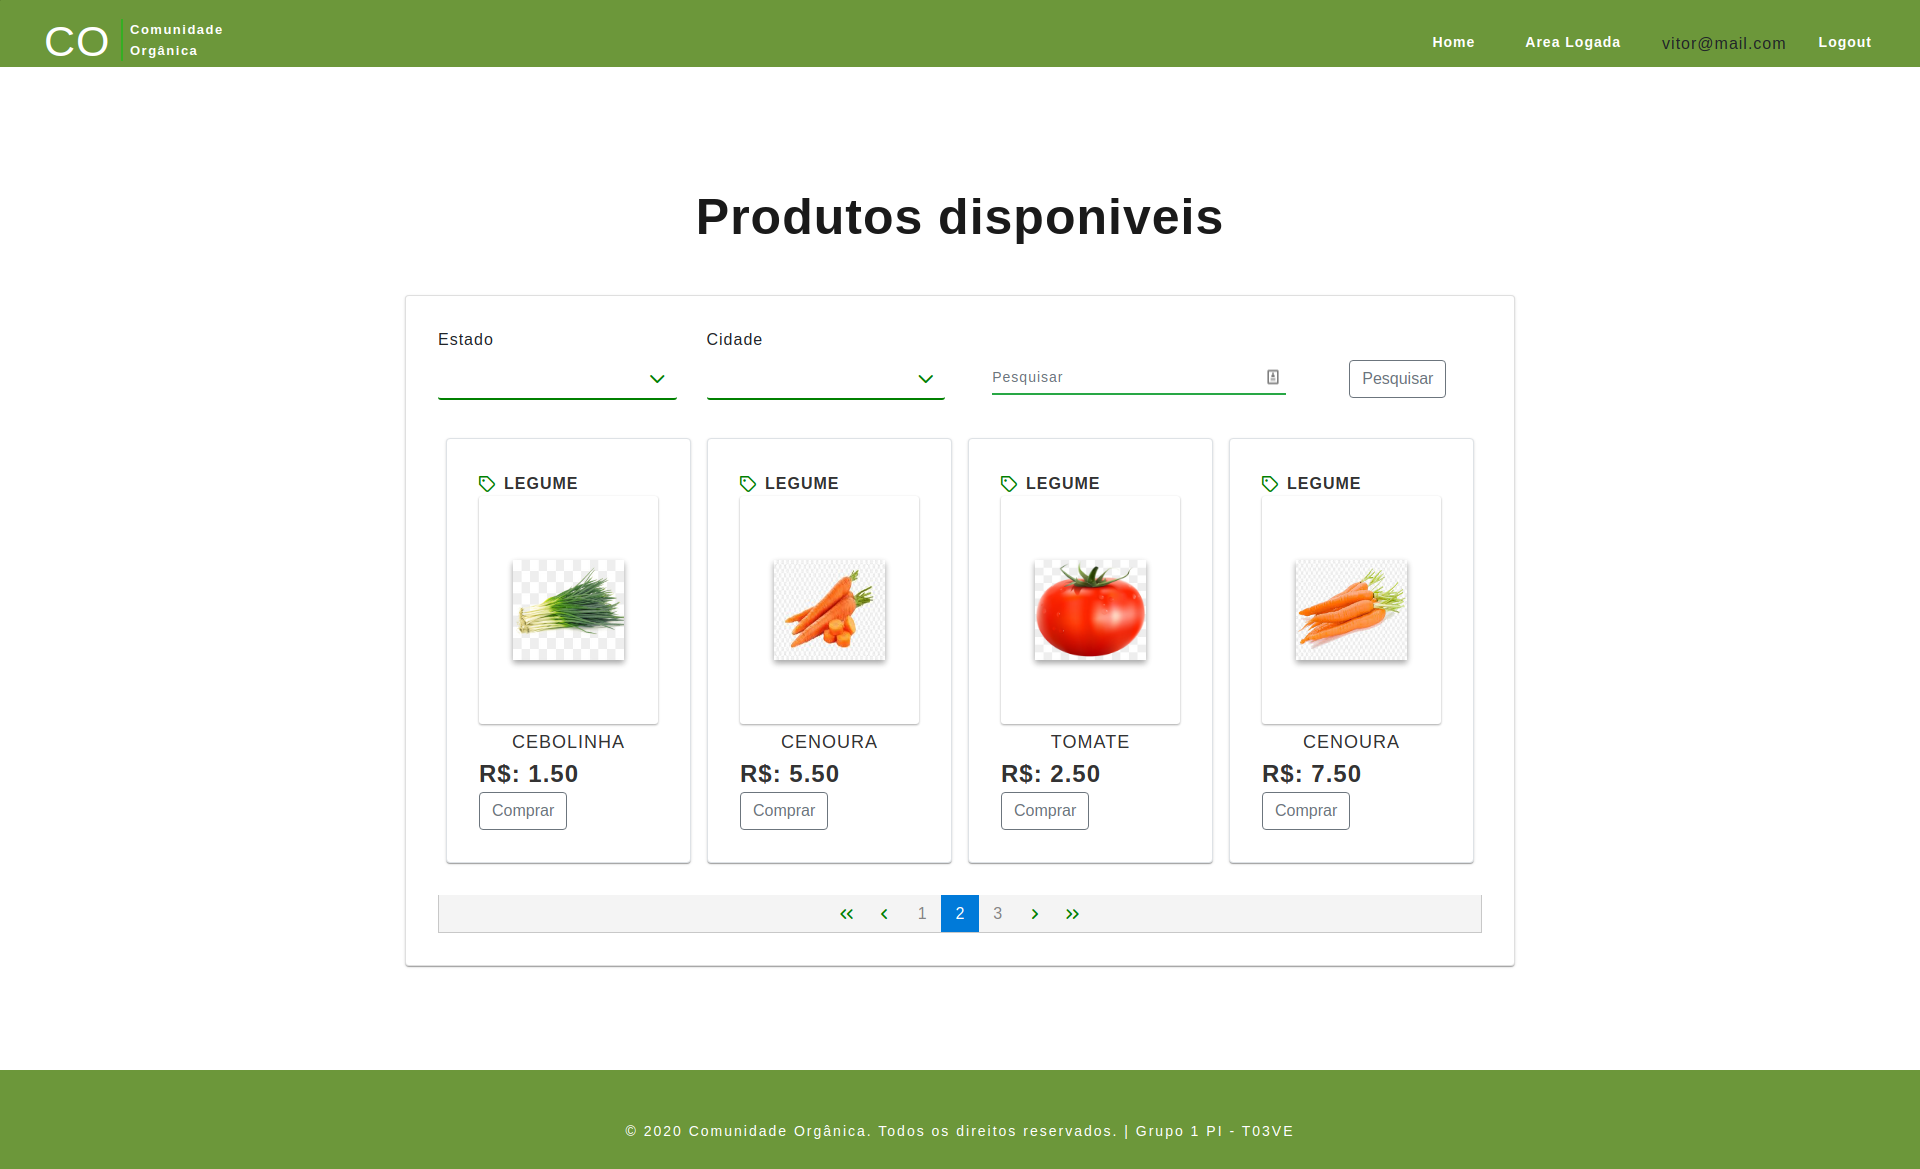 CO
Comunidade
Orgânica
Home Area Logada vitor@mail.com Logout
Produtos disponiveis
Estado Cidade
Pesquisar Pesquisar
LEGUME LEGUME LEGUME LEGUME
CEBOLINHA CENOURA TOMATE CENOURA
R$: 1.50 R$: 5.50 R$: 2.50 R$: 7.50
Comprar Comprar Comprar Comprar
1 2 3
© 2020 Comunidade Orgânica. Todos os direitos reservados. | Grupo 1 PI - T03VE